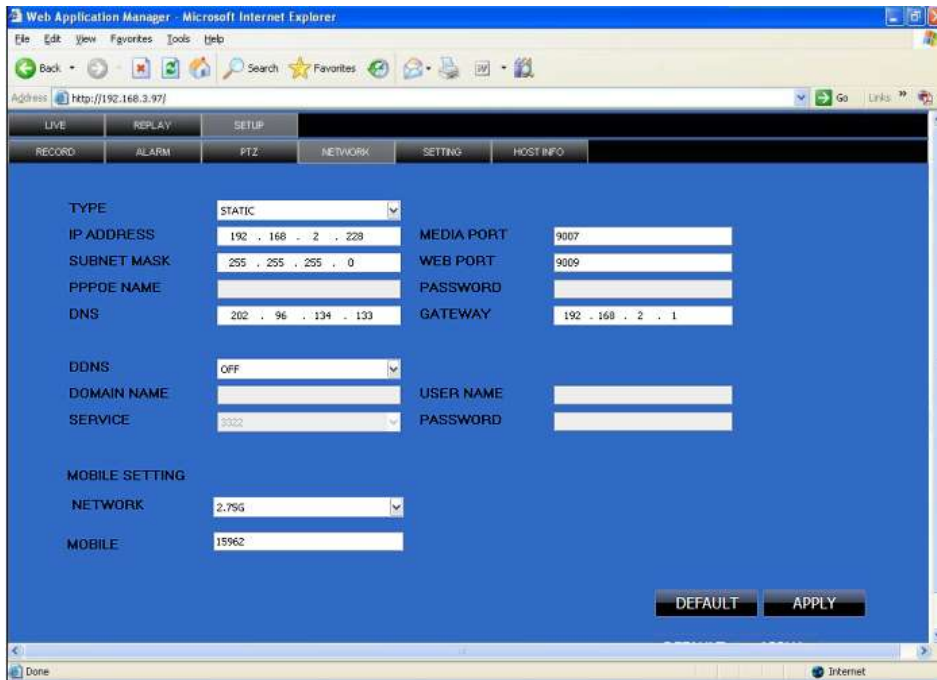 Web Application Manager - Microsoft Internet Explorer
File Edit View Favorites Tools Help
Back Search Favorites
Address http://192.168.3.97/ Go Links »
LIVE REPLAY SETUP
RECORD ALARM PTZ NETWORK SETTING HOST INFO
TYPE STATIC
IP ADDRESS 192 . 168 . 2 . 228 MEDIA PORT 9007
SUBNET MASK 255 . 255 . 255 . 0 WEB PORT 9009
PPPOE NAME PASSWORD
DNS 202 . 96 . 134 . 133 GATEWAY 192 . 168 . 2 . 1
DDNS OFF
DOMAIN NAME USER NAME
SERVICE 3322 PASSWORD
MOBILE SETTING
NETWORK 2.75G
MOBILE 15962
DEFAULT APPLY
Done Internet